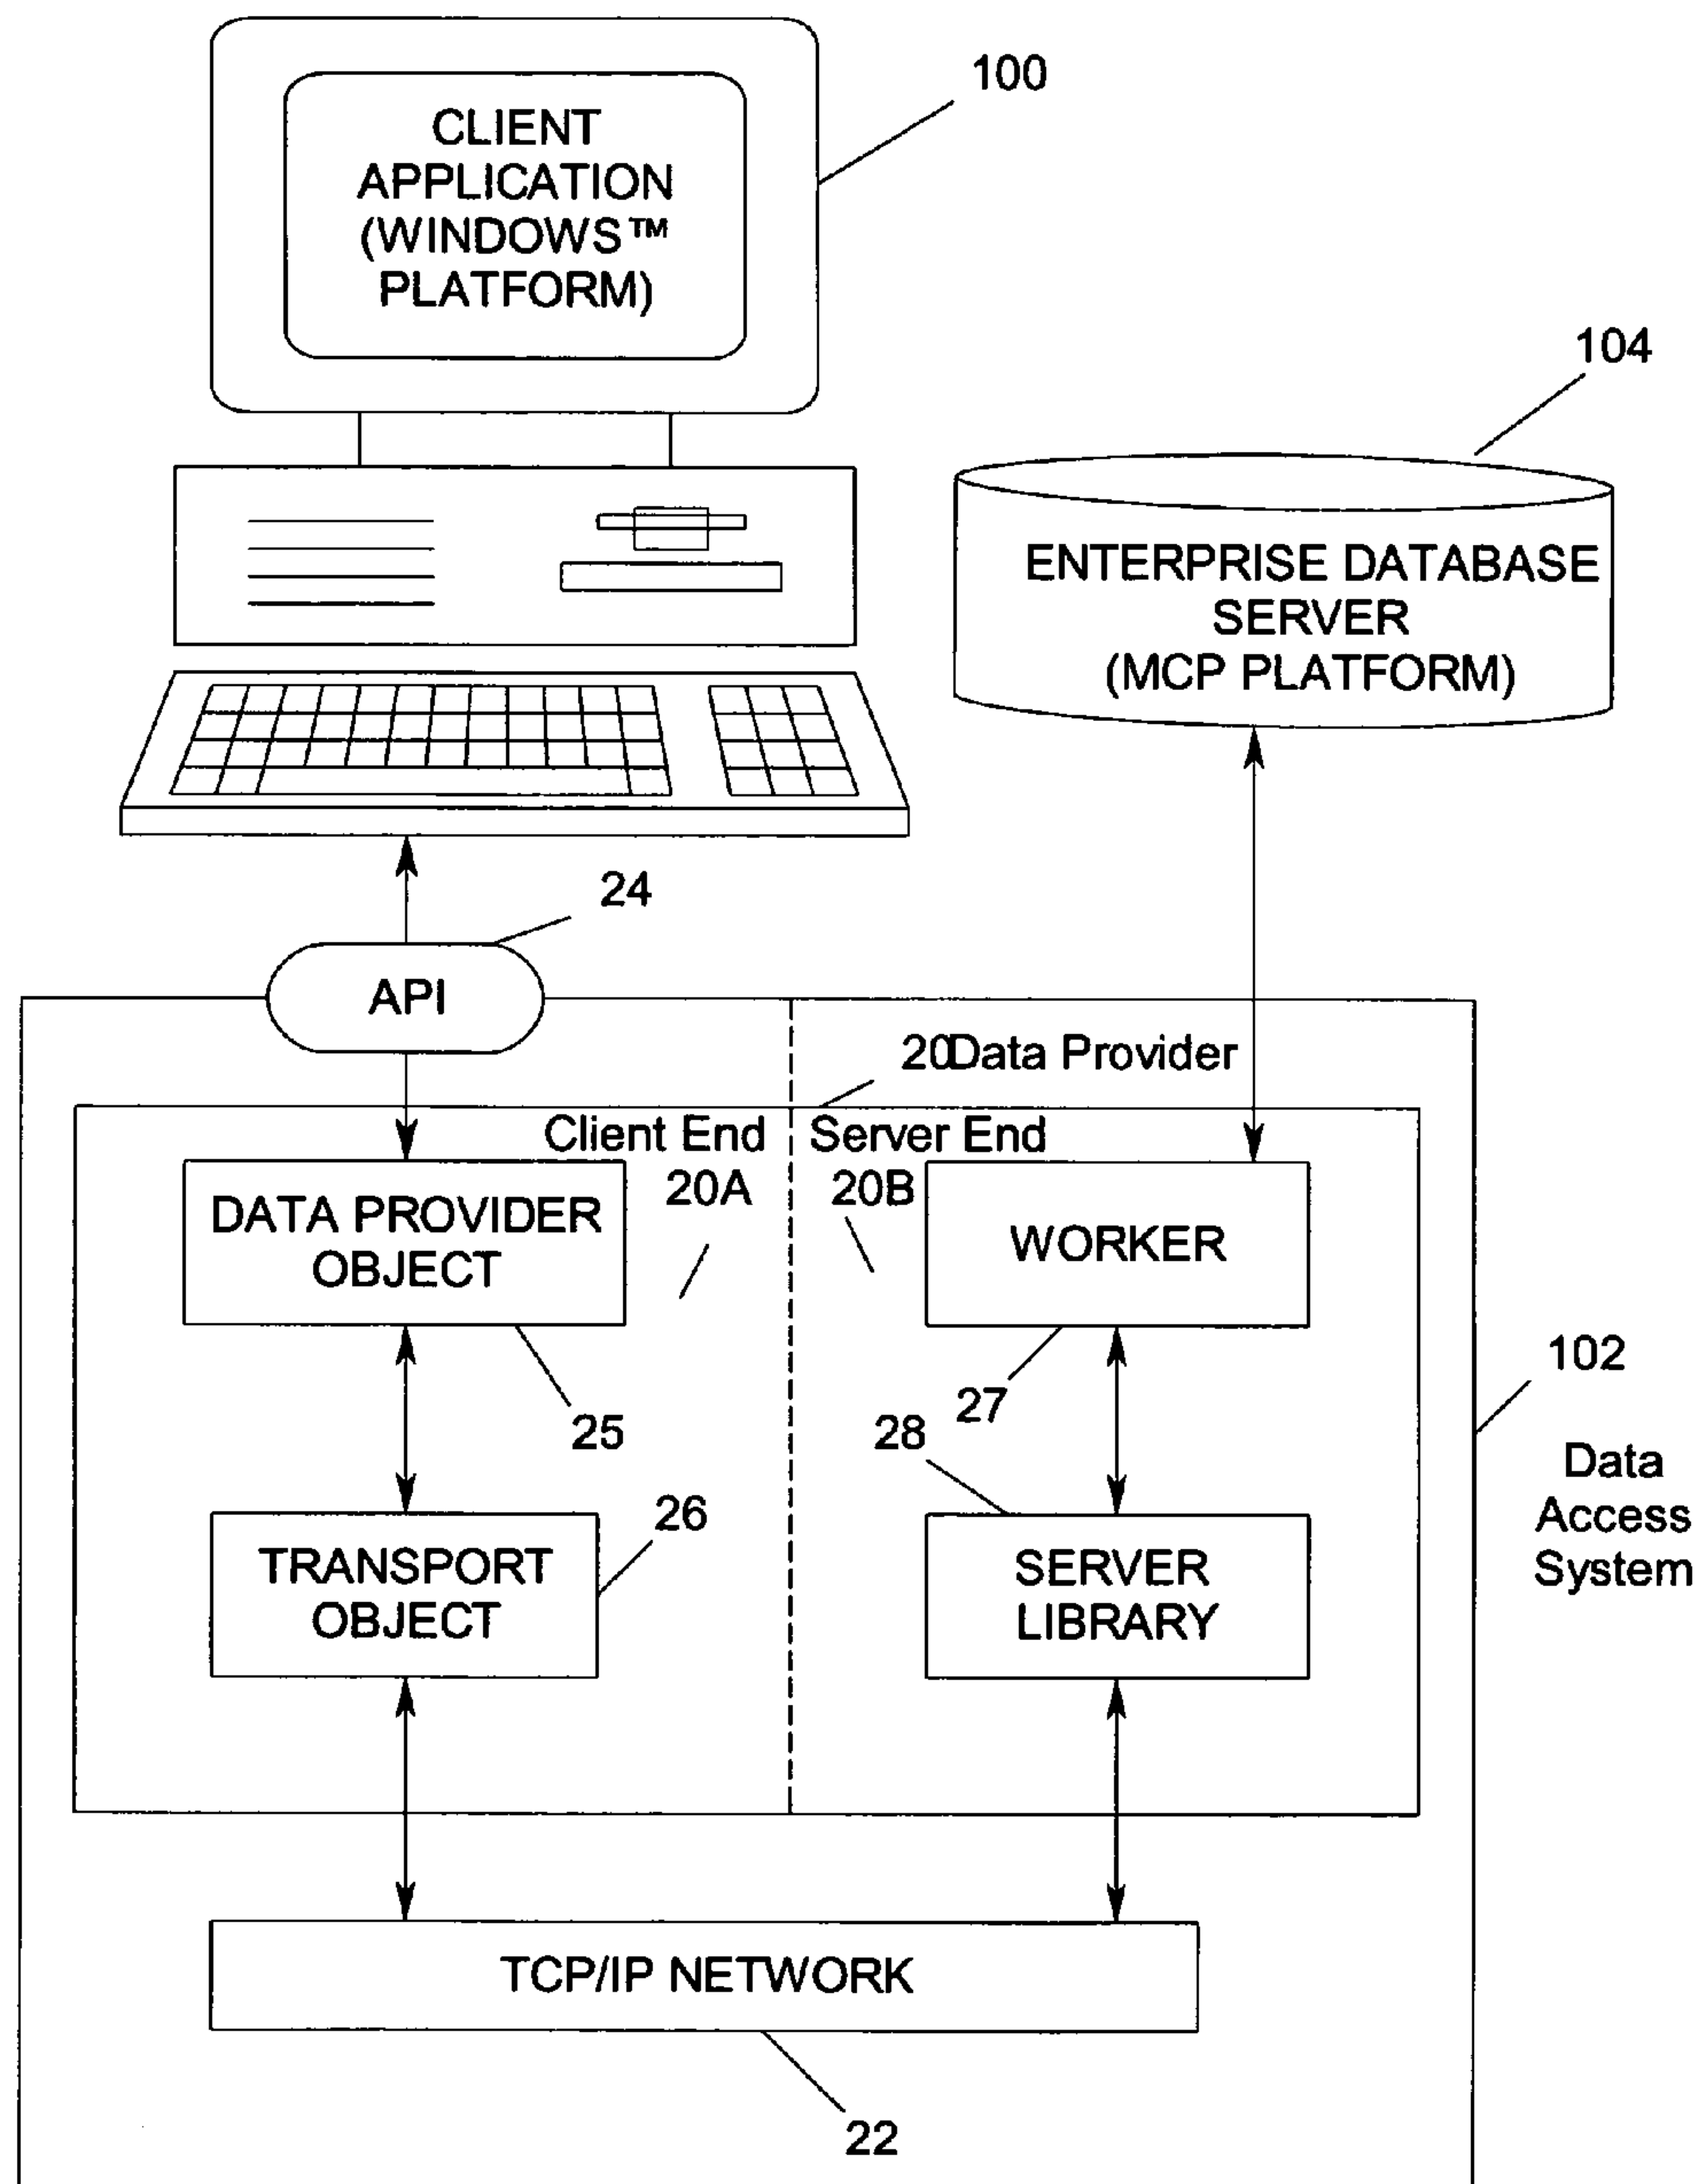 100
CLIENT
APPLICATION
(WINDOWS™
PLATFORM)
104
ENTERPRISE DATABASE
SERVER
(MCP PLATFORM)
24
API
20Data Provider
Client End
20A
Server End
20B
DATA PROVIDER
OBJECT
WORKER
25
27
102
Data
Access
System
28
26
TRANSPORT
OBJECT
SERVER
LIBRARY
TCP/IP NETWORK
22